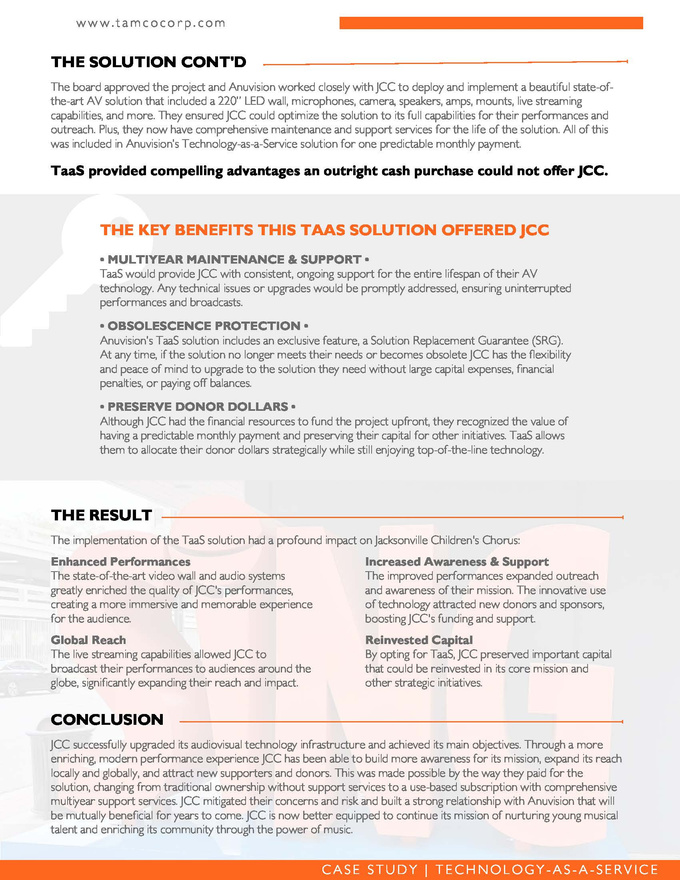 www.tamcocorp.com
THE SOLUTION CONT'D
The board approved the project and Anuvision worked closely with JCC to deploy and implement a beautiful state-of-
the-art AV solution that included a 220'' LED wall, microphones, camera, speakers, amps, mounts, live streaming
capabilities, and more. They ensured JCC could optimize the solution to its full capabilities for their performances and
outreach. Plus, they now have comprehensive maintenance and support services for the life of the solution. All of this
was included in Anuvision's Technology-as-a-Service solution for one predictable monthly payment.
TaaS provided compelling advantages an outright cash purchase could not offer JCC.
THE KEY BENEFITS THIS TAAS SOLUTION OFFERED JCC
• MULTIYEAR MAINTENANCE & SUPPORT •
TaaS would provide JCC with consistent, ongoing support for the entire lifespan of their AV
technology. Any technical issues or upgrades would be promptly addressed, ensuring uninterrupted
performances and broadcasts.
• OBSOLESCENCE PROTECTION •
Anuvision's TaaS solution includes an exclusive feature, a Solution Replacement Guarantee (SRG).
At any time, if the solution no longer meets their needs or becomes obsolete JCC has the flexibility
and peace of mind to upgrade to the solution they need without large capital expenses, financial
penalties, or paying off balances.
• PRESERVE DONOR DOLLARS •
Although JCC had the financial resources to fund the project upfront, they recognized the value of
having a predictable monthly payment and preserving their capital for other initiatives. TaaS allows
them to allocate their donor dollars strategically while still enjoying top-of-the-line technology.
THE RESULT
The implementation of the TaaS solution had a profound impact on Jacksonville Children's Chorus:
Enhanced Performances
The state-of-the-art video wall and audio systems
greatly enriched the quality of JCC's performances,
creating a more immersive and memorable experience
for the audience.
Global Reach
The live streaming capabilities allowed JCC to
broadcast their performances to audiences around the
globe, significantly expanding their reach and impact.
Increased Awareness & Support
The improved performances expanded outreach
and awareness of their mission. The innovative use
of technology attracted new donors and sponsors,
boosting JCC's funding and support.
Reinvested Capital
By opting for TaaS, JCC preserved important capital
that could be reinvested in its core mission and
other strategic initiatives.
CONCLUSION
JCC successfully upgraded its audiovisual technology infrastructure and achieved its main objectives. Through a more
enriching, modern performance experience JCC has been able to build more awareness for its mission, expand its reach
locally and globally, and attract new supporters and donors. This was made possible by the way they paid for the
solution, changing from traditional ownership without support services to a use-based subscription with comprehensive
multiyear support services. JCC mitigated their concerns and risk and built a strong relationship with Anuvision that will
be mutually beneficial for years to come. JCC is now better equipped to continue its mission of nurturing young musical
talent and enriching its community through the power of music.
CASE STUDY | TECHNOLOGY-AS-A-SERVICE